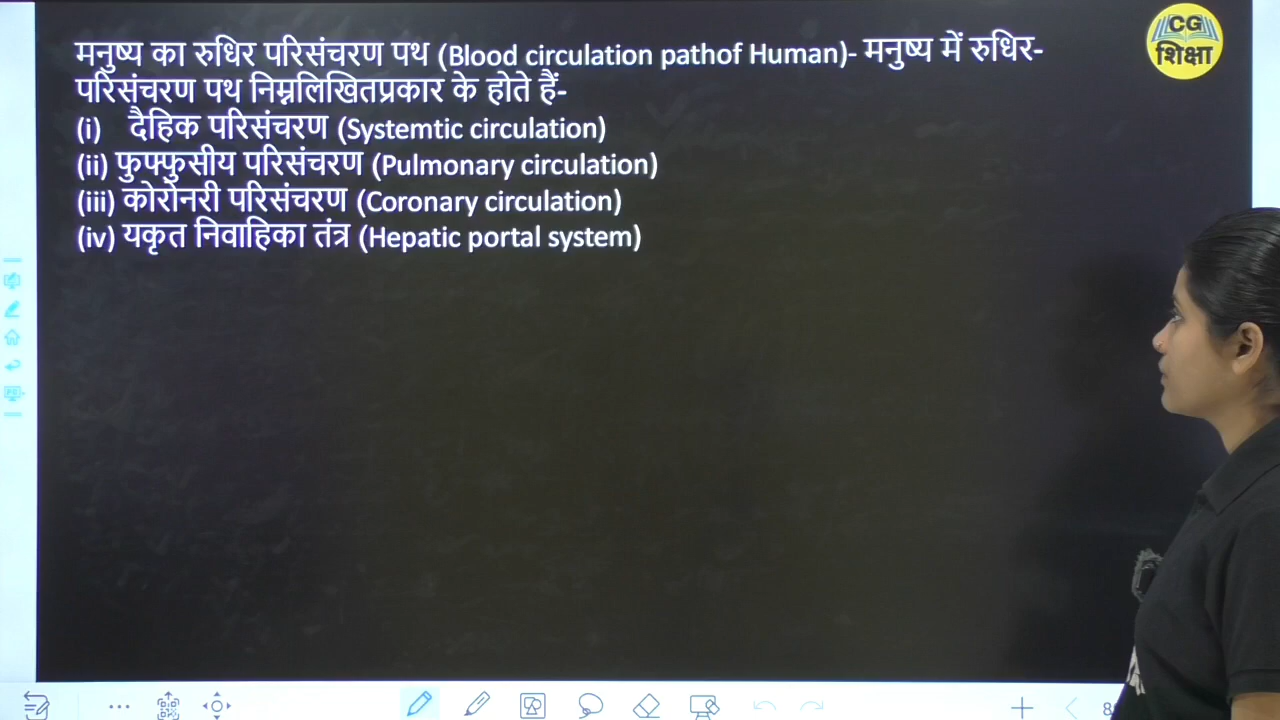 मनुष्य का रुधिर परिसंचरण पथ (Blood circulation pathof Human)- मनुष्य में रुधिर-
परिसंचरण पथ निम्नलिखितप्रकार के होते हैं-
(i) दैहिक परिसंचरण (Systemtic circulation)
(ii) फुफ्फुसीय परिसंचरण (Pulmonary circulation)
(iii) कोरोनरी परिसंचरण (Coronary circulation)
(iv) यकृत निवाहिका तंत्र (Hepatic portal system)
CG
शिक्षा